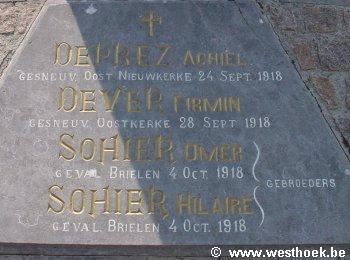 DEPREZ ACHIEL
GESNEUV. OOST NIEUWKERKE 24 SEPT. 1918
DEVER FIRMIN
GESNEUV. OOSTKERKE 28 SEPT 1918
SOHIER OMER
GEVAL. BRIELEN 4 OCT. 1918
GEBROEDERS
SOHIER HILAIRE
GEVAL. BRIELEN 4 OCT. 1918
© www.westhoek.be